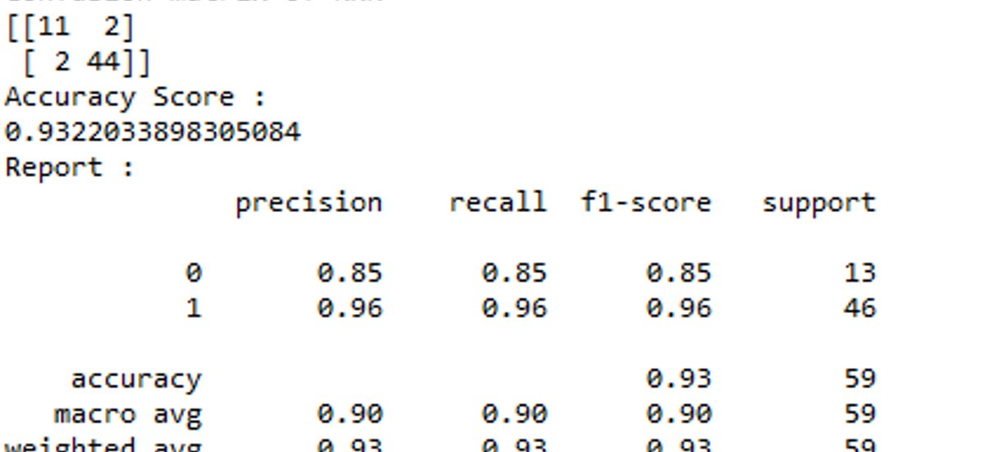 [[11  2]
 [ 2 44]]
Accuracy Score :
0.9322033898305084
Report :
              precision    recall  f1-score   support

           0       0.85      0.85      0.85        13
           1       0.96      0.96      0.96        46

    accuracy                           0.93        59
   macro avg       0.90      0.90      0.90        59
weighted avg       0.93      0.93      0.93        59